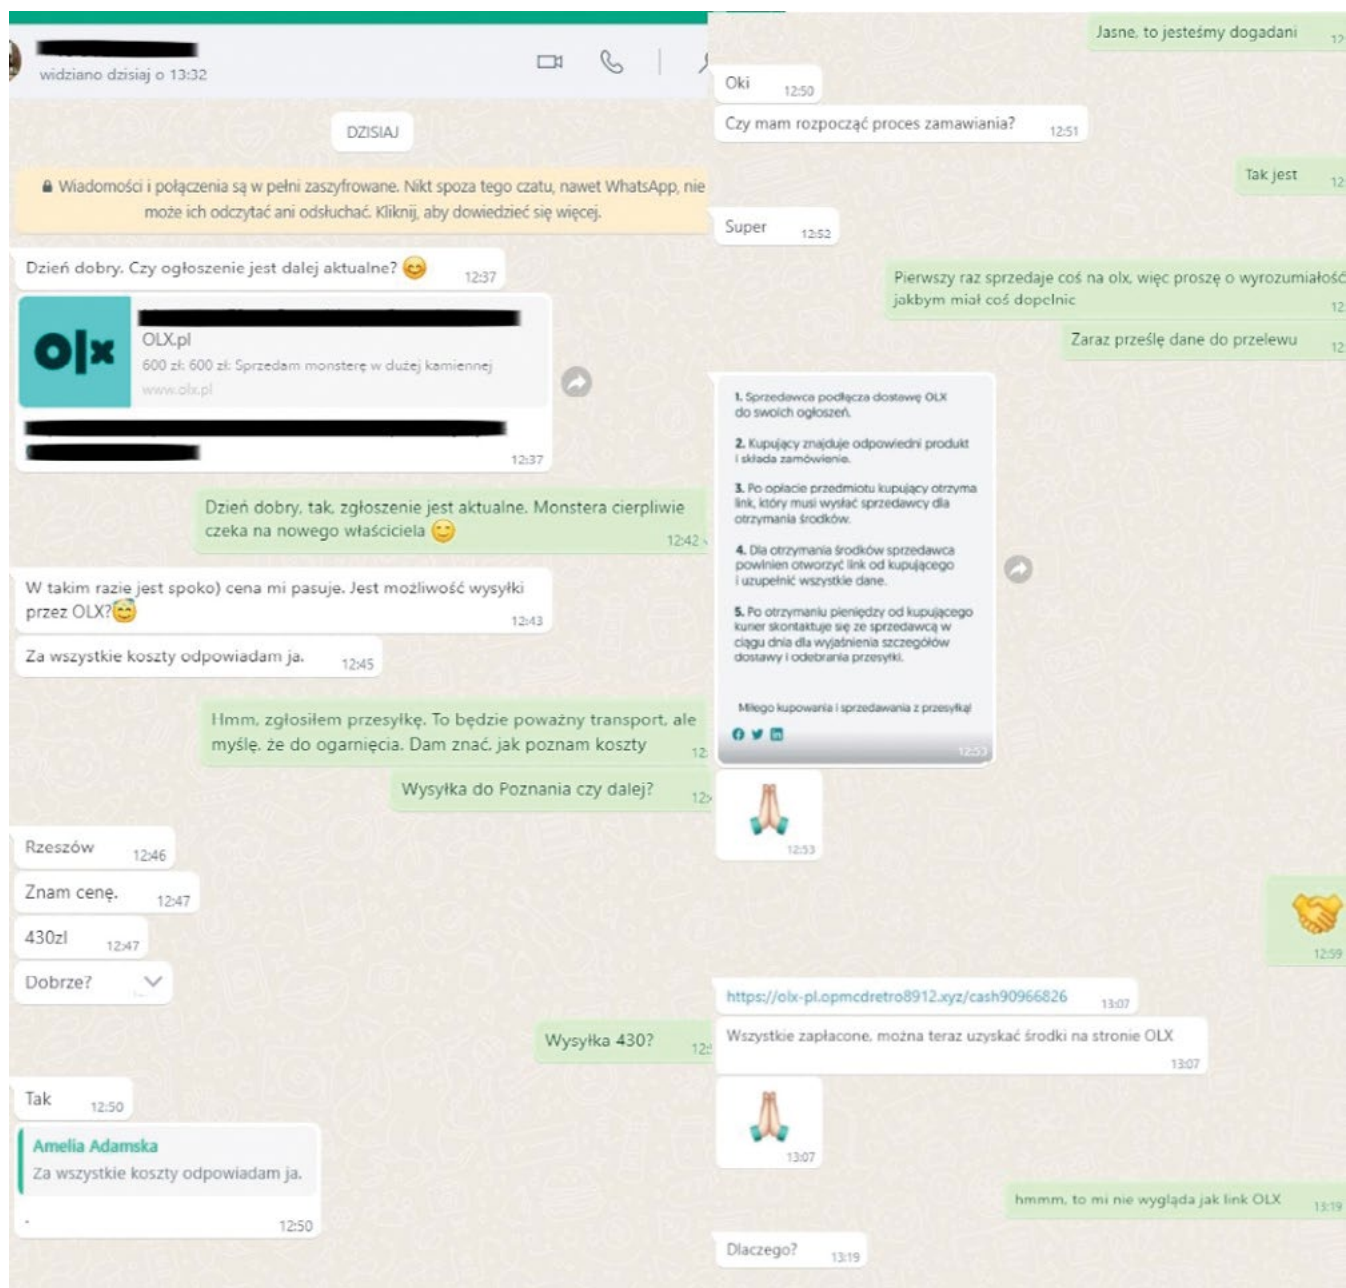 widziano dzisiaj o 13:32
DZISIAJ
Wiadomości i połączenia są w pełni zaszyfrowane. Nikt spoza tego czatu, nawet WhatsApp, nie
może ich odczytać ani odsłuchać. Kliknij, aby dowiedzieć się więcej.
Dzień dobry. Czy ogłoszenie jest dalej aktualne? 😊 12:37
olx
OLX.pl
600 zł: 600 zł: Sprzedam monsterę w dużej kamiennej
www.olx.pl
12:37
Dzień dobry, tak, zgłoszenie jest aktualne. Monstera cierpliwie
czeka na nowego właściciela 😊 12:42
W takim razie jest spoko) cena mi pasuje. Jest możliwość wysyłki
przez OLX?😇 12:43
Za wszystkie koszty odpowiadam ja. 12:45
Hmm, zgłosiłem przesyłkę. To będzie poważny transport, ale
myślę, że do ogarnięcia. Dam znać, jak poznam koszty 12:
Wysyłka do Poznania czy dalej? 12:
Rzeszów 12:46
Znam cenę. 12:47
430zl 12:47
Dobrze?
Wysyłka 430? 12:
Tak 12:50
Amelia Adamska
Za wszystkie koszty odpowiadam ja.
. 12:50
Jasne, to jesteśmy dogadani 12
Oki 12:50
Czy mam rozpocząć proces zamawiania? 12:51
Tak jest 12
Super 12:52
Pierwszy raz sprzedaje coś na olx, więc proszę o wyrozumiałość
jakbym miał coś dopelnic 12:
Zaraz prześlę dane do przelewu 12
1. Sprzedawca podłącza dostawę OLX
do swoich ogłoszeń.
2. Kupujący znajduje odpowiedni produkt
i składa zamówienie.
3. Po opłacie przedmiotu kupujący otrzyma
link, który musi wysłać sprzedawcy dla
otrzymania środków.
4. Dla otrzymania środków sprzedawca
powinien otworzyć link od kupującego
i uzupełnić wszystkie dane.
5. Po otrzymaniu pieniędzy od kupującego
kurier skontaktuje się ze sprzedawcą w
ciągu dnia dla wyjaśnienia szczegółów
dostawy i odebrania przesyłki.
Miłego kupowania i sprzedawania z przesyłką!
12:53
🙏 12:53
🤝 12:59
https://olx-pl.opmcdretro8912.xyz/cash90966826 13:07
Wszystkie zapłacone, można teraz uzyskać środki na stronie OLX
13:07
🙏 13:07
hmmm, to mi nie wygląda jak link OLX 13:19
Dlaczego? 13:19